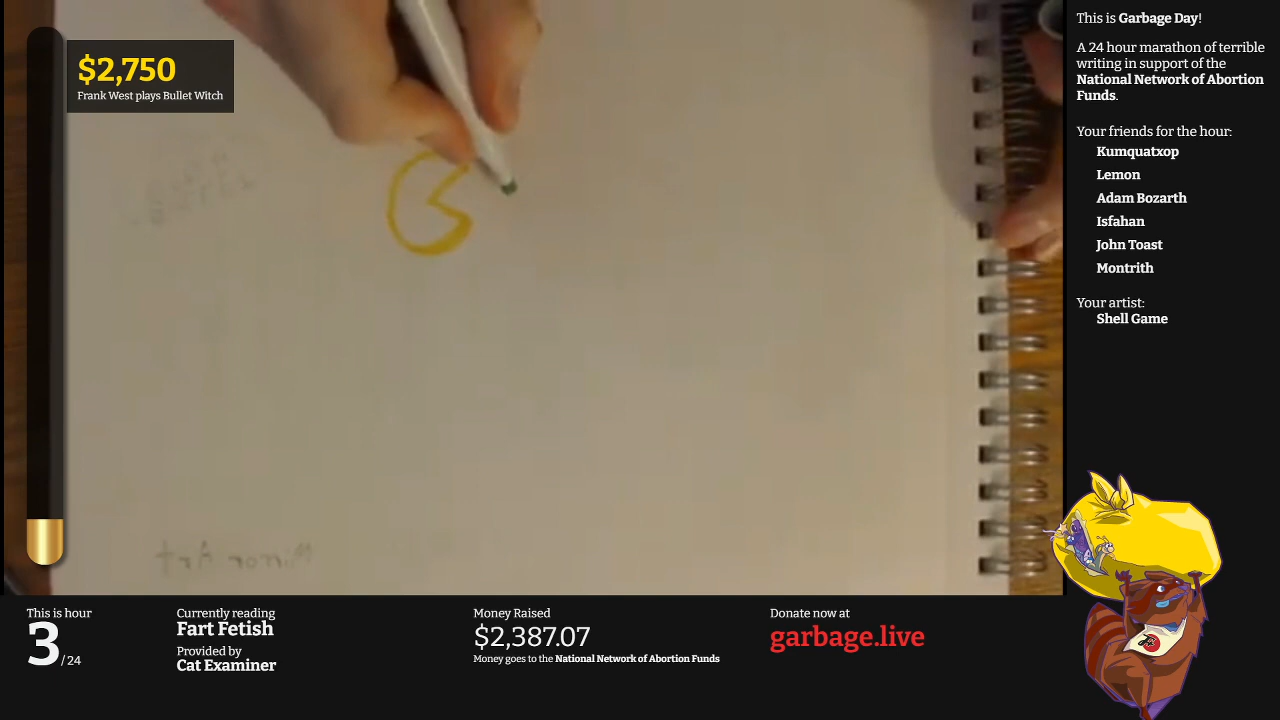 $2,750
Frank West plays Bullet Witch
This is Garbage Day!
A 24 hour marathon of terrible
writing in support of the
National Network of Abortion
Funds.
Your friends for the hour:
Kumquatxop
Lemon
Adam Bozarth
Isfahan
John Toast
Montrith
Your artist:
Shell Game
This is hour
3/24
Currently reading
Fart Fetish
Provided by
Cat Examiner
Money Raised
$2,387.07
Money goes to the National Network of Abortion Funds
Donate now at
garbage.live